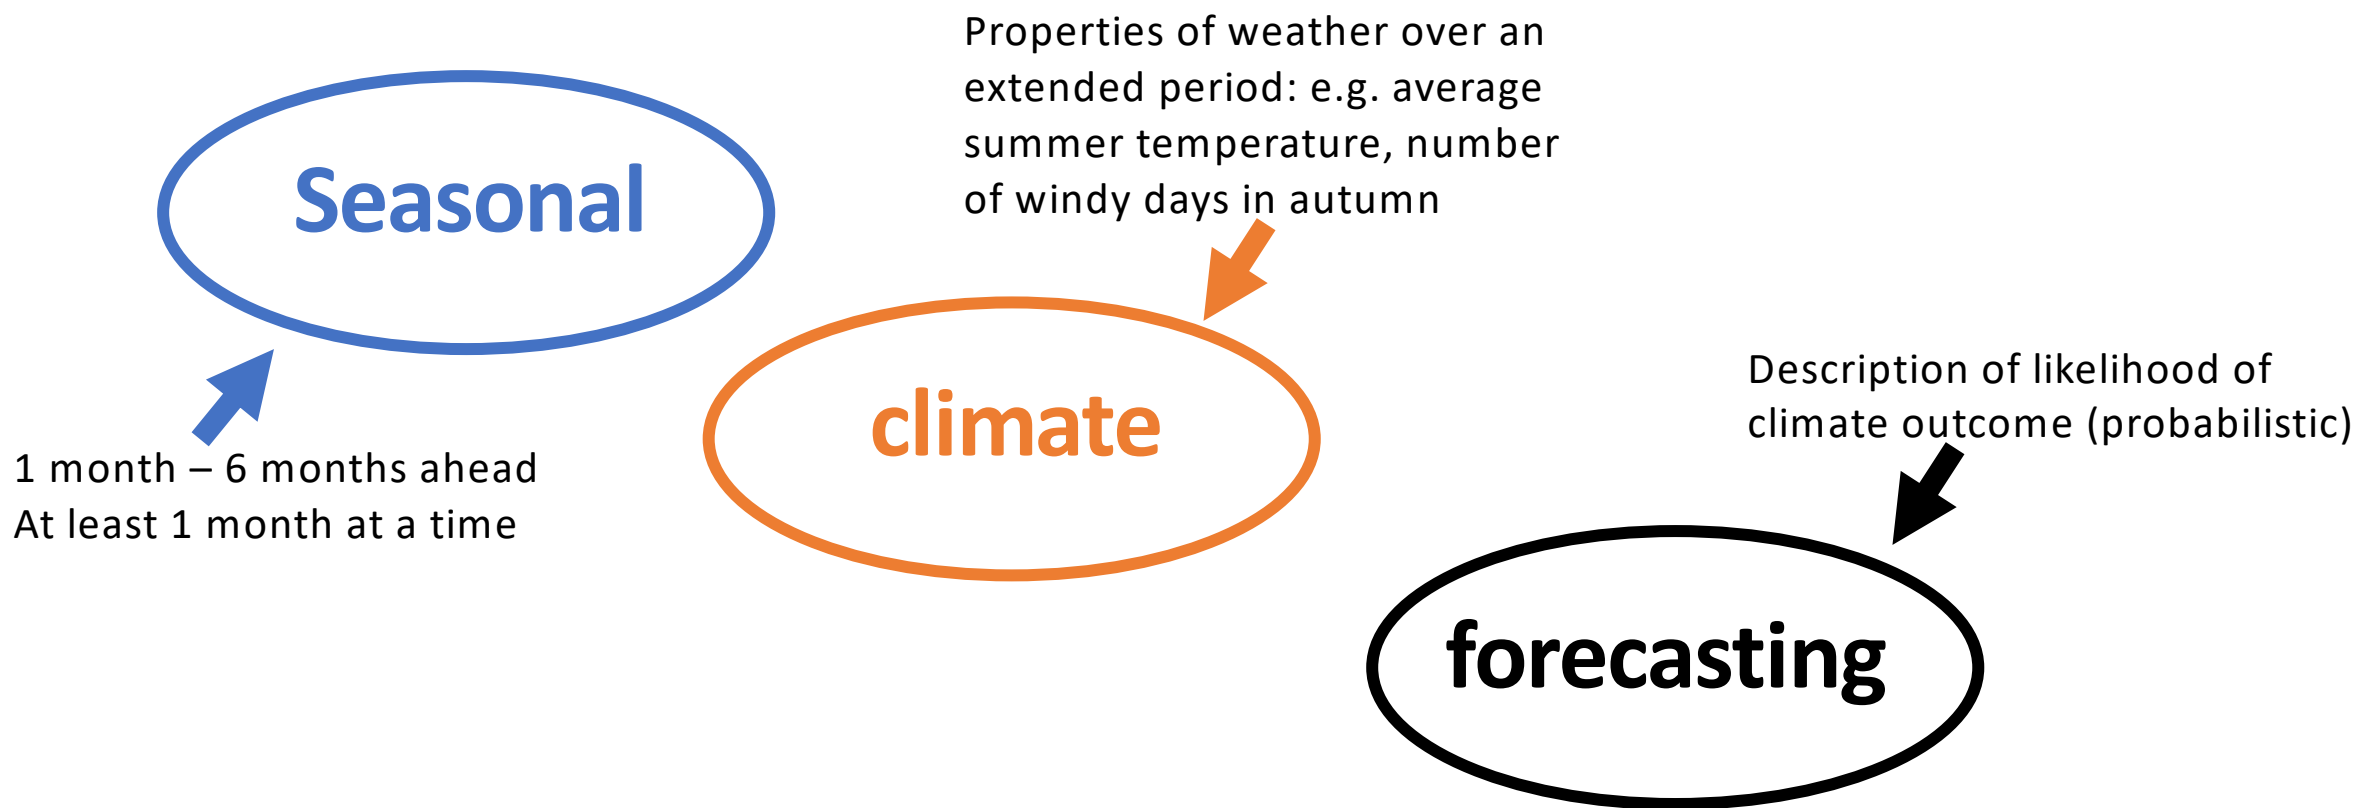 Seasonal
1 month – 6 months ahead
At least 1 month at a time
Properties of weather over an
extended period: e.g. average
summer temperature, number
of windy days in autumn
climate
Description of likelihood of
climate outcome (probabilistic)
forecasting